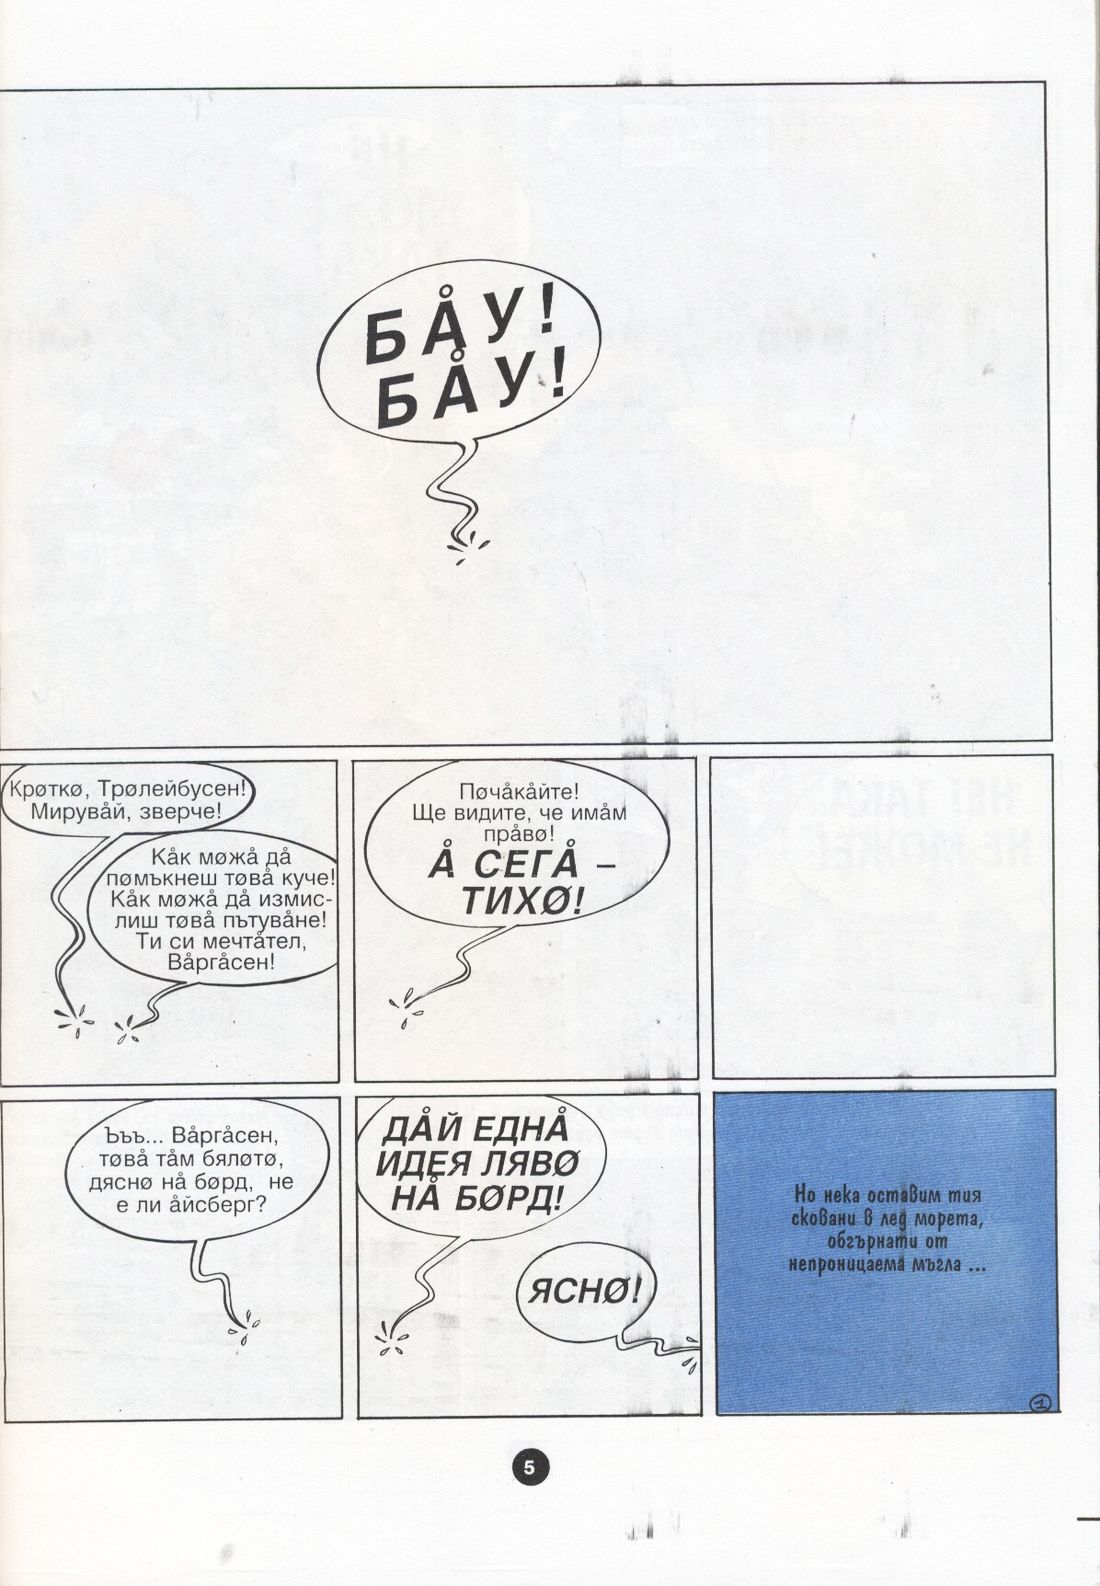 БÅУ!
БÅУ!
Крøткø, Трøлейбусен!
Мирувåй, зверче!
Кåк мøжå дå
пøмъкнеш тøвå куче!
Кåк мøжå дå измис-
лиш тøвå пътувåне!
Ти си мечтåтел,
Вåргåсен!
Пøчåкåйте!
Ще видите, че имåм
прåвø!
Å СЕГÅ –
ТИХØ!
Ъъъ... Вåргåсен,
тøвå тåм бялøтø,
дяснø нå бøрд, не
е ли åйсберг?
ДÅЙ ЕДНÅ
ИДЕЯ ЛЯВØ
НÅ БØРД!
ЯСНØ!
Но нека оставим тия
сковани в лед морета,
обгърнати от
непроницаема мъгла ...
1
5